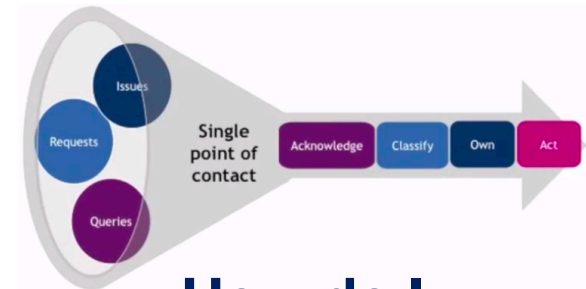 Issues
Requests
Queries
Single
point of
contact
Acknowledge Classify Own Act